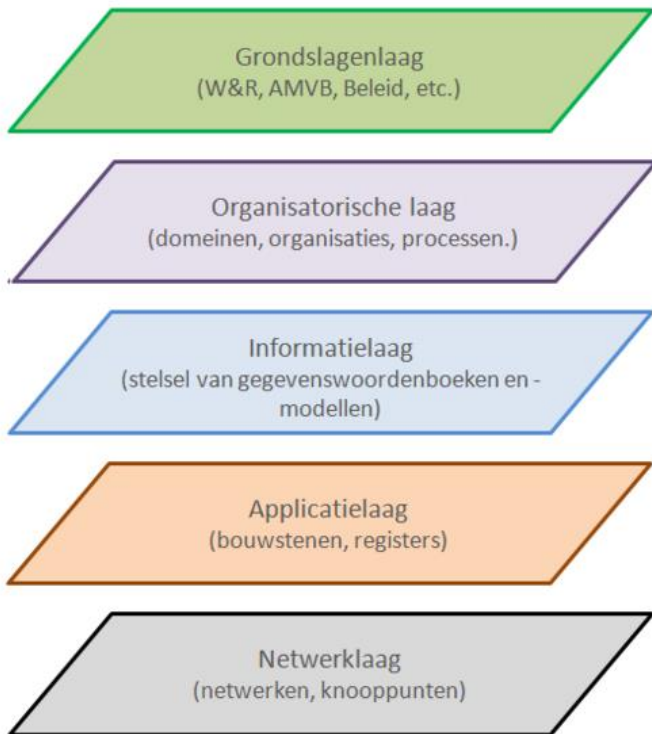 Grondslagenlaag
(W&R, AMVB, Beleid, etc.)
Organisatorische laag
(domeinen, organisaties, processen.)
Informatielaag
(stelsel van gegevenswoordenboeken en -
modellen)
Applicatielaag
(bouwstenen, registers)
Netwerklaag
(netwerken, knooppunten)